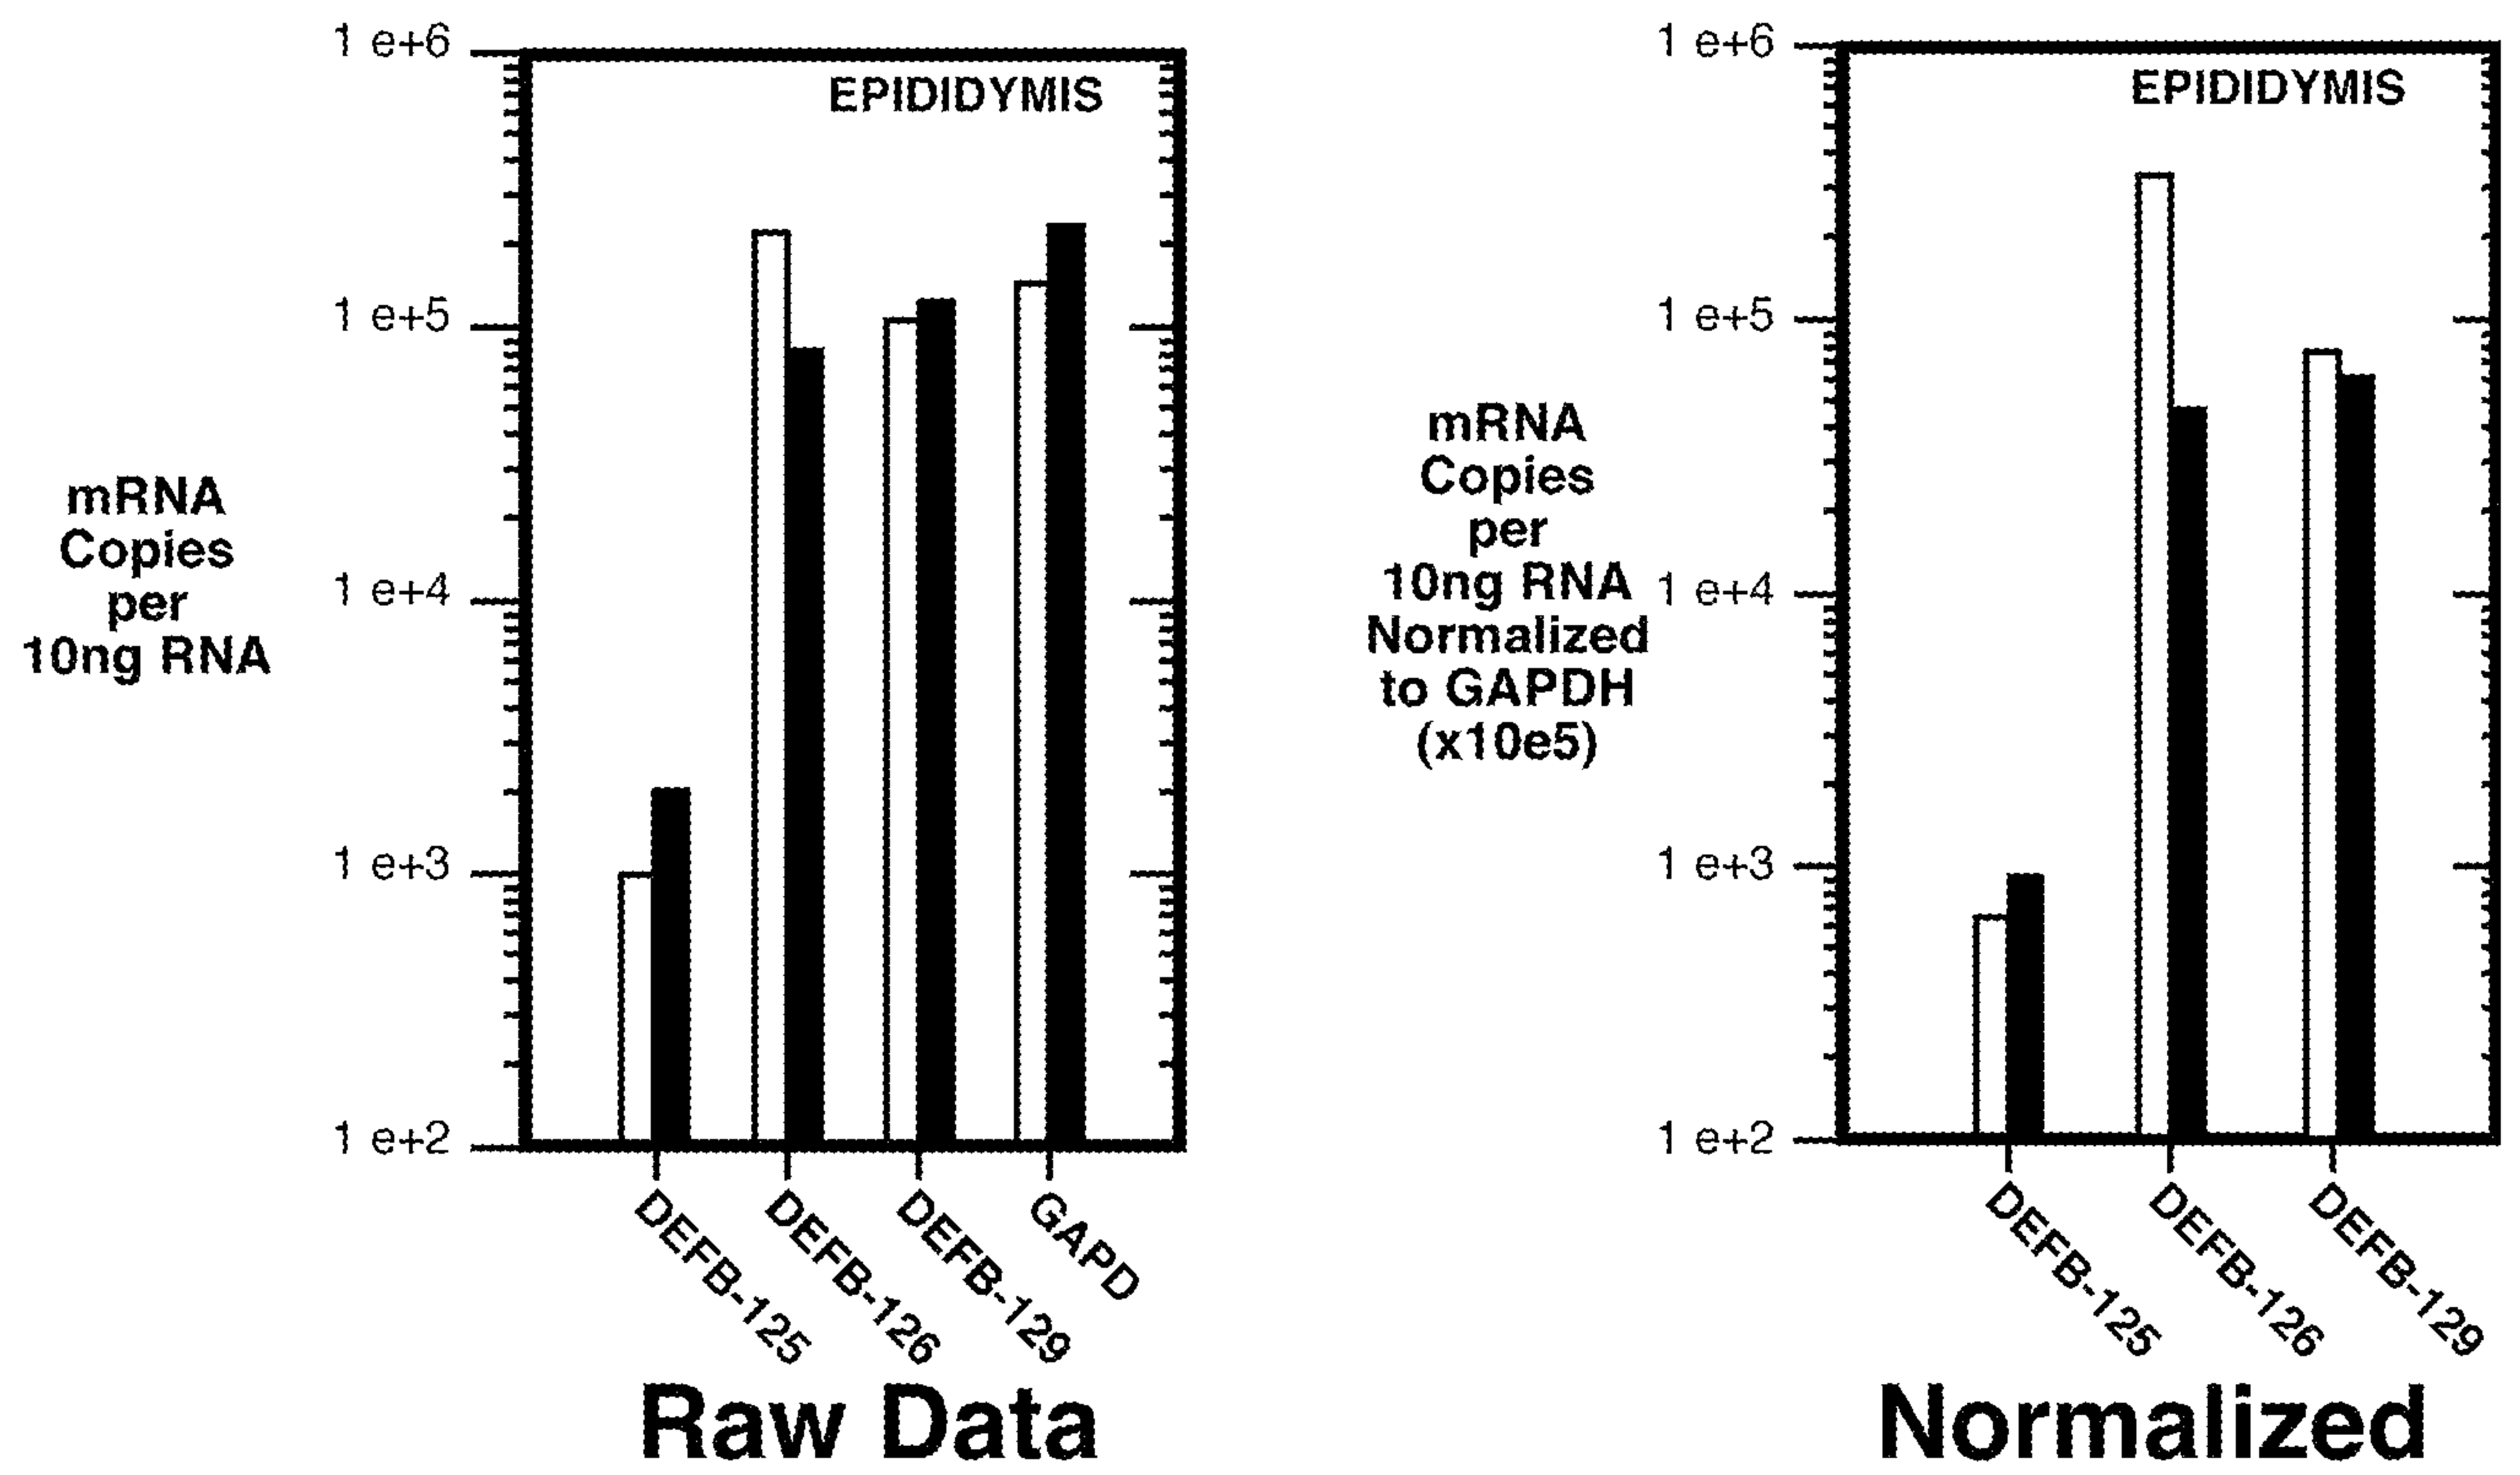 1 e+6
EPIDIDYMIS
1 e+5
mRNA
Copies
per
10ng RNA
1 e+4
1 e+3
1 e+2
DEFB-125
DEFB-126
DEFB-129
GAPD
Raw Data
1 e+6
EPIDIDYMIS
1 e+5
mRNA
Copies
per
10ng RNA
Normalized
to GAPDH
(x10e5)
1 e+4
1 e+3
1 e+2
DEFB-125
DEFB-126
DEFB-129
Normalized